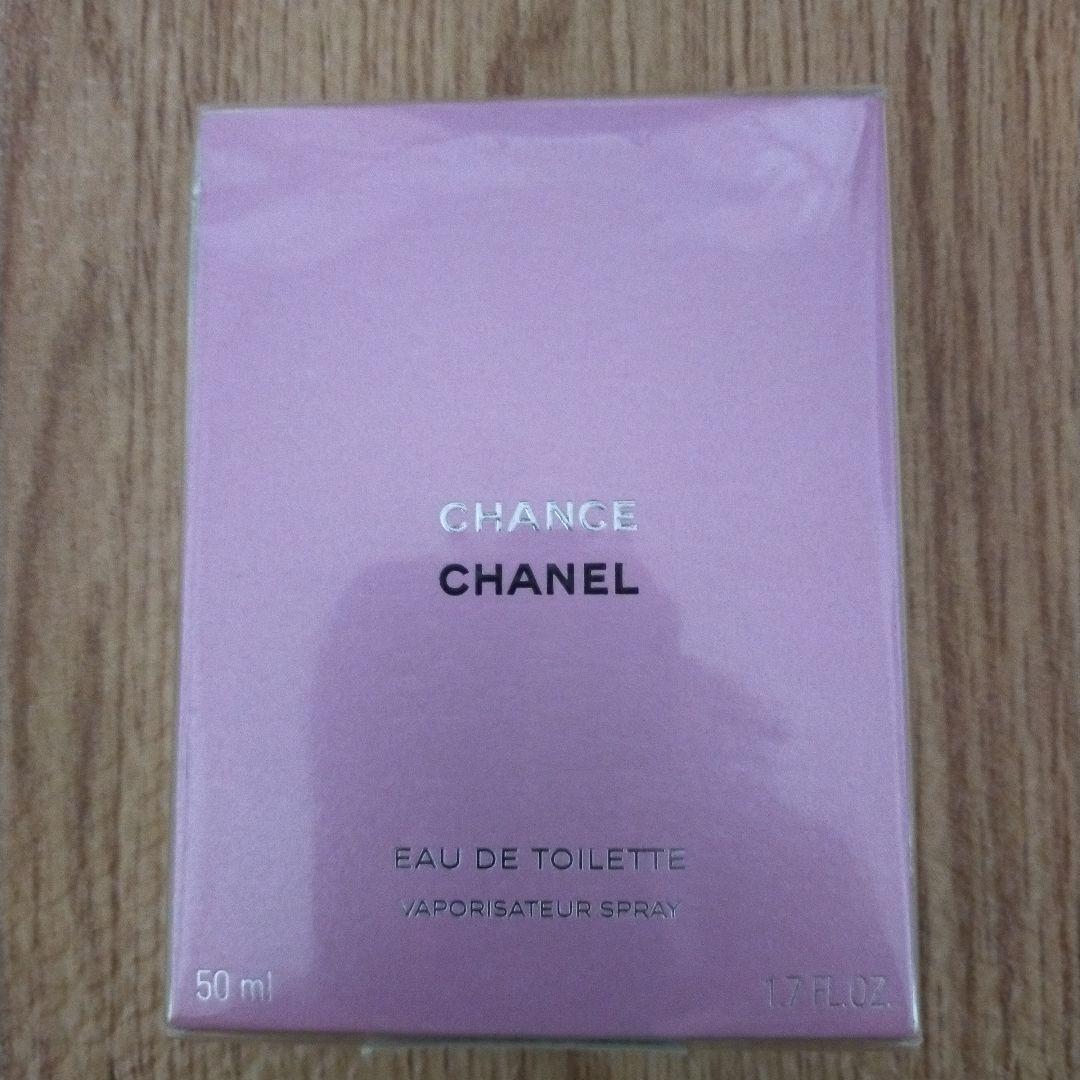 CHANCE
CHANEL
EAU DE TOILETTE
VAPORISATEUR SPRAY
50 ml
1.7 FL.OZ.